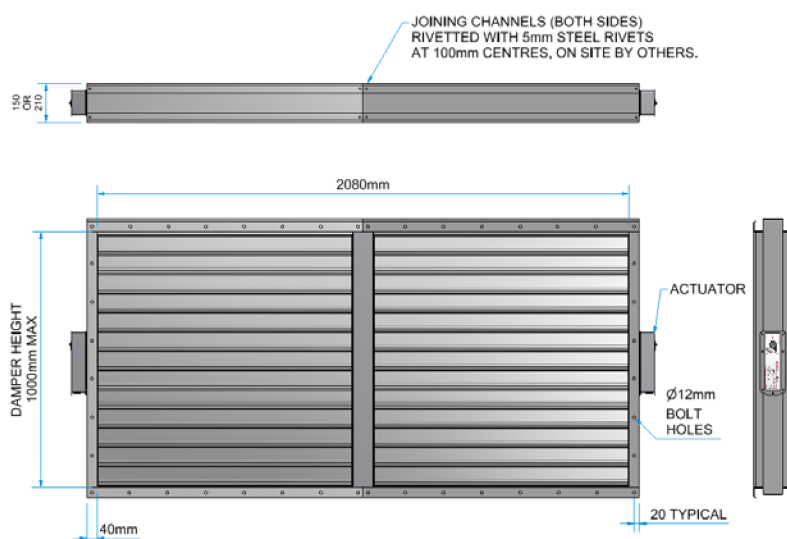 JOINING CHANNELS (BOTH SIDES)
RIVETTED WITH 5mm STEEL RIVETS
AT 100mm CENTRES, ON SITE BY OTHERS.
150
OR
210
2080mm
DAMPER HEIGHT
1000mm MAX
ACTUATOR
Ø12mm
BOLT
HOLES
40mm
20 TYPICAL